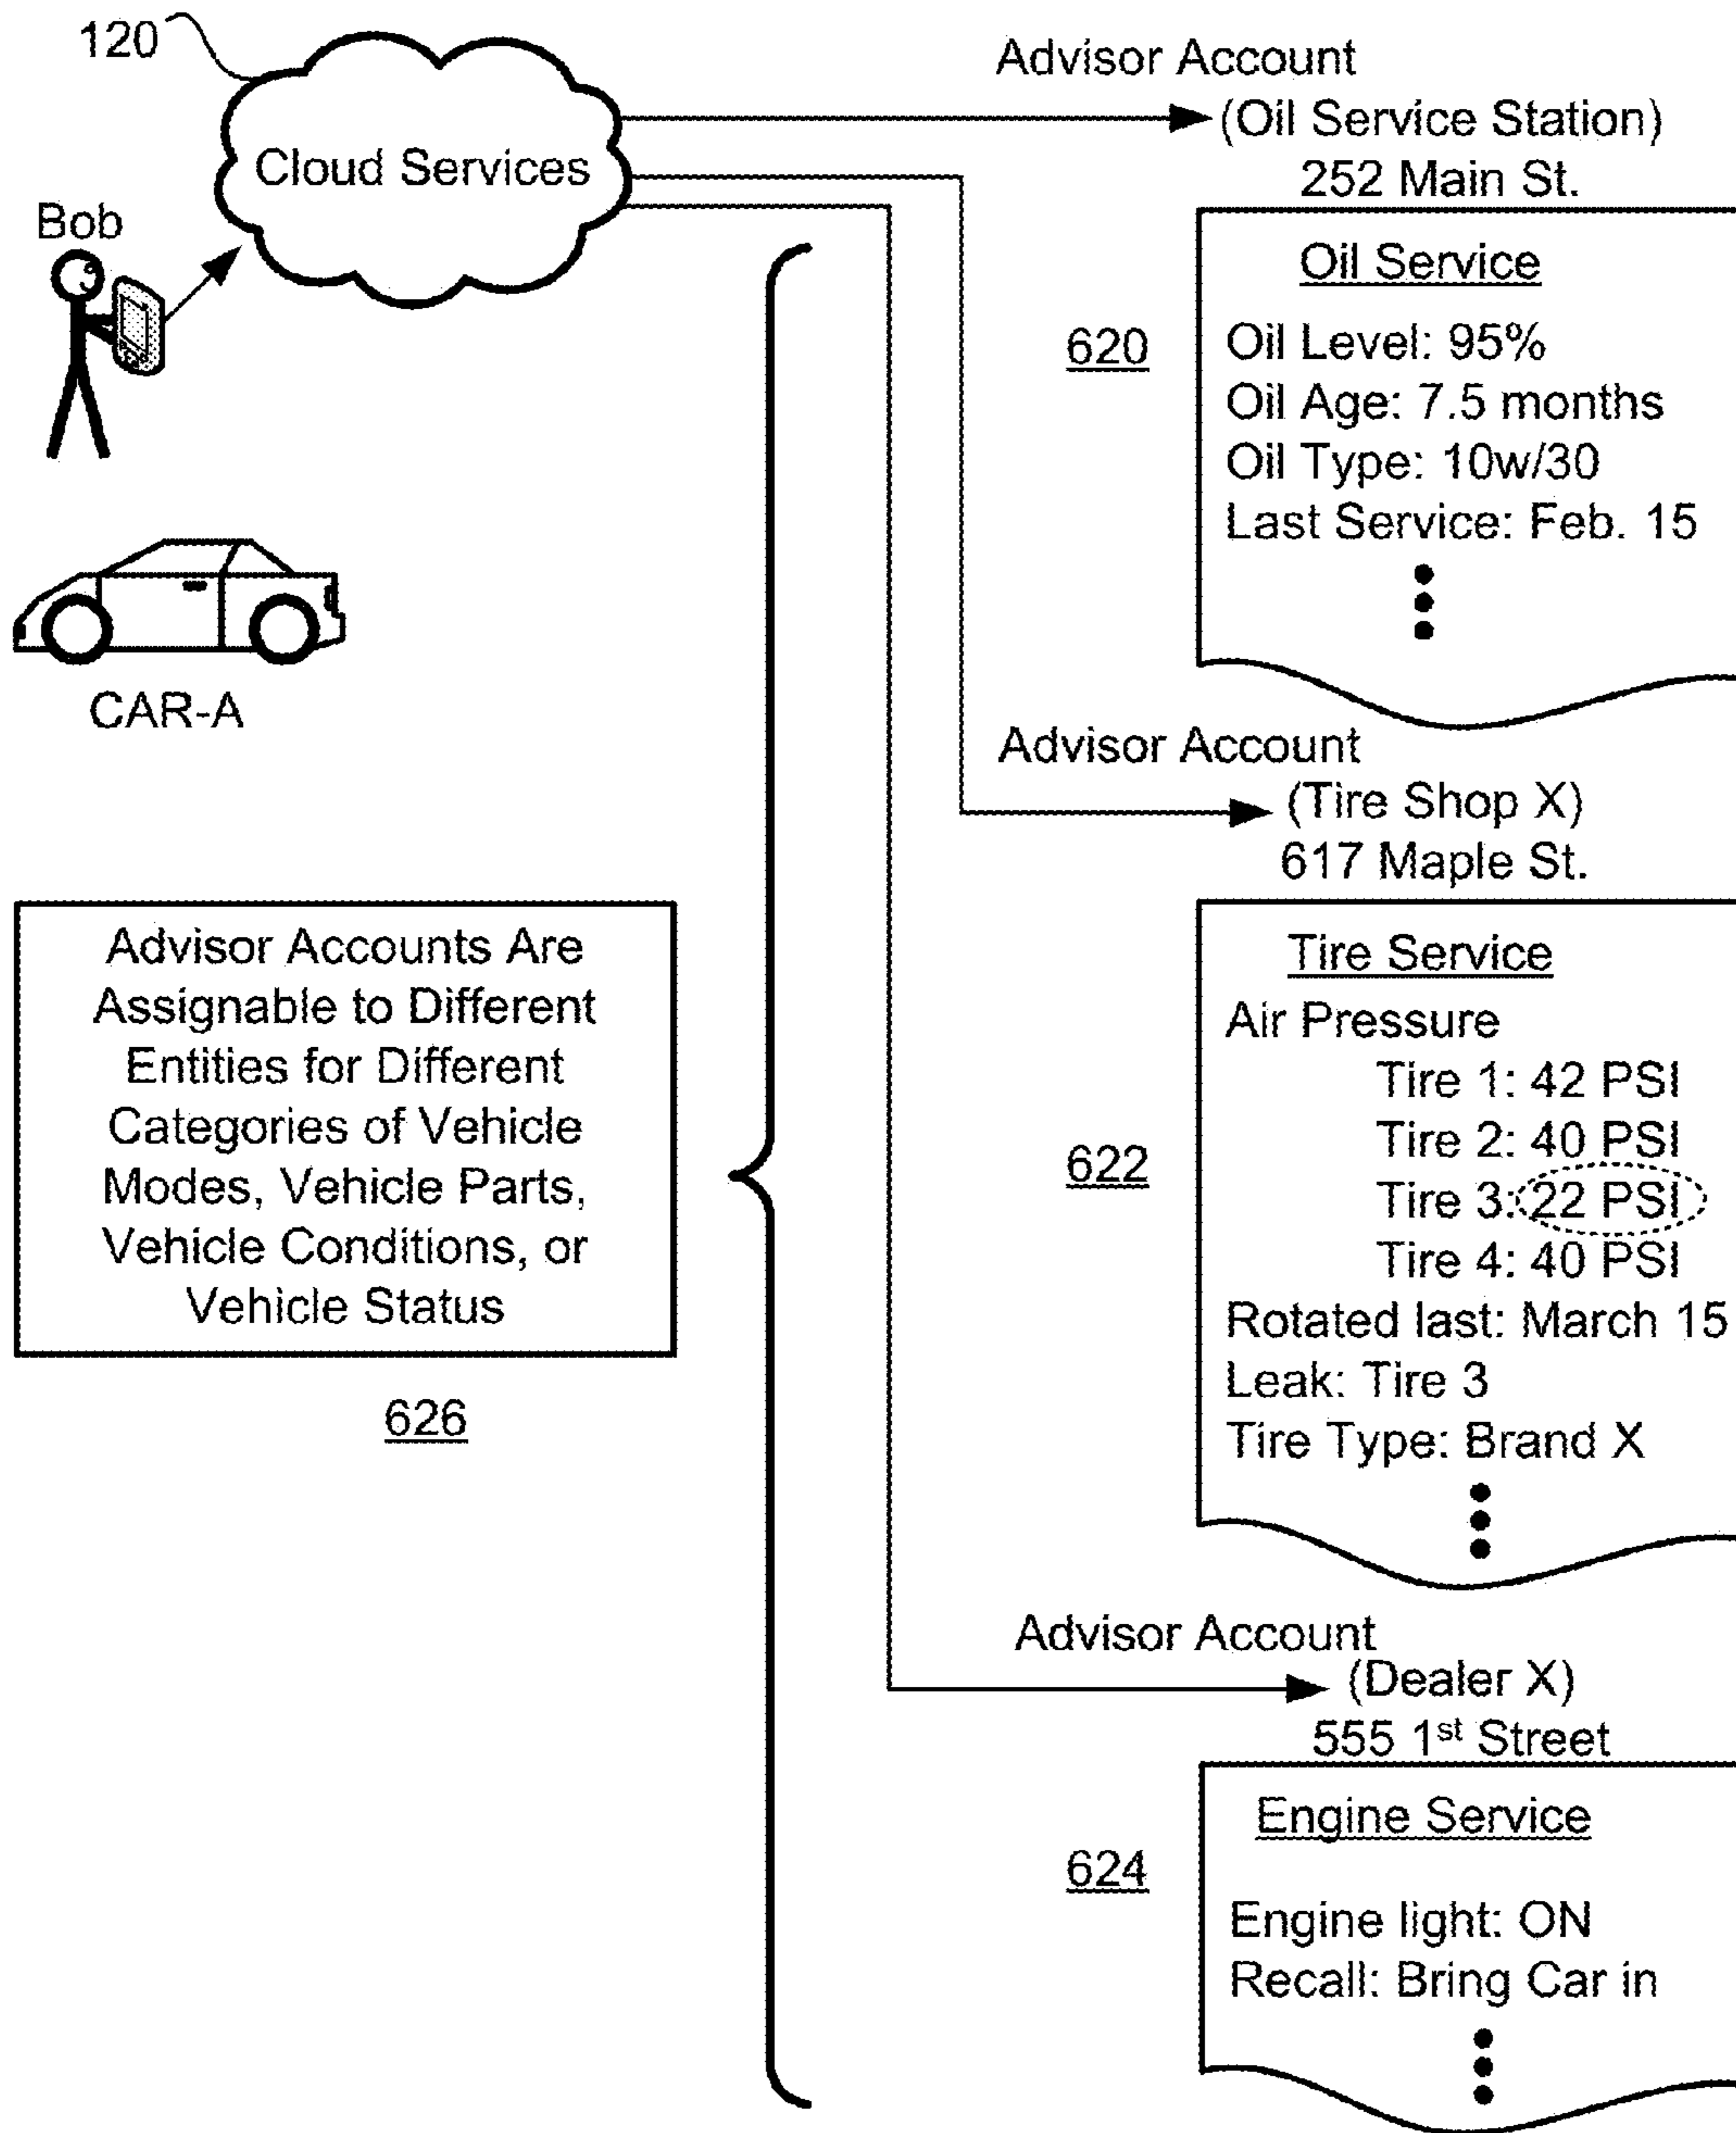 120
Cloud Services
Bob
CAR-A
Advisor Account
(Oil Service Station)
252 Main St.
620
Oil Service
Oil Level: 95%
Oil Age: 7.5 months
Oil Type: 10w/30
Last Service: Feb. 15
Advisor Account
(Tire Shop X)
617 Maple St.
622
Tire Service
Air Pressure
Tire 1: 42 PSI
Tire 2: 40 PSI
Tire 3: 22 PSI
Tire 4: 40 PSI
Rotated last: March 15
Leak: Tire 3
Tire Type: Brand X
Advisor Accounts Are
Assignable to Different
Entities for Different
Categories of Vehicle
Modes, Vehicle Parts,
Vehicle Conditions, or
Vehicle Status
626
Advisor Account
(Dealer X)
555 1st Street
624
Engine Service
Engine light: ON
Recall: Bring Car in